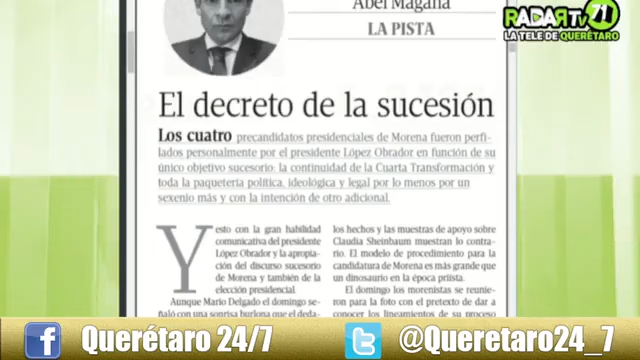 Abel Magaña
LA PISTA
RADAR TV 71
LA TELE DE QUERÉTARO
El decreto de la sucesión
Los cuatro precandidatos presidenciales de Morena fueron perfi-
lados personalmente por el presidente López Obrador en función de su
único objetivo sucesorio: la continuidad de la Cuarta Transformación y
toda la paquetería política, ideológica y legal por lo menos por un
sexenio más y con la intención de otro adicional.
Y esto con la gran habilidad
comunicativa del presidente
López Obrador y la apropia-
ción del discurso sucesorio
de Morena y también de la
elección presidencial.
Aunque Mario Delgado el domingo se-
ñaló con una sonrisa burlona que el deda-
los hechos y las muestras de apoyo sobre
Claudia Sheinbaum muestran lo contra-
rio. El modelo de procedimiento para la
candidatura de Morena es más grande que
un dinosaurio en la época priista.
El domingo los morenistas se reunie-
ron para la foto con el pretexto de dar a
conocer los lineamientos de su proceso
Querétaro 24/7
@Queretaro24_7